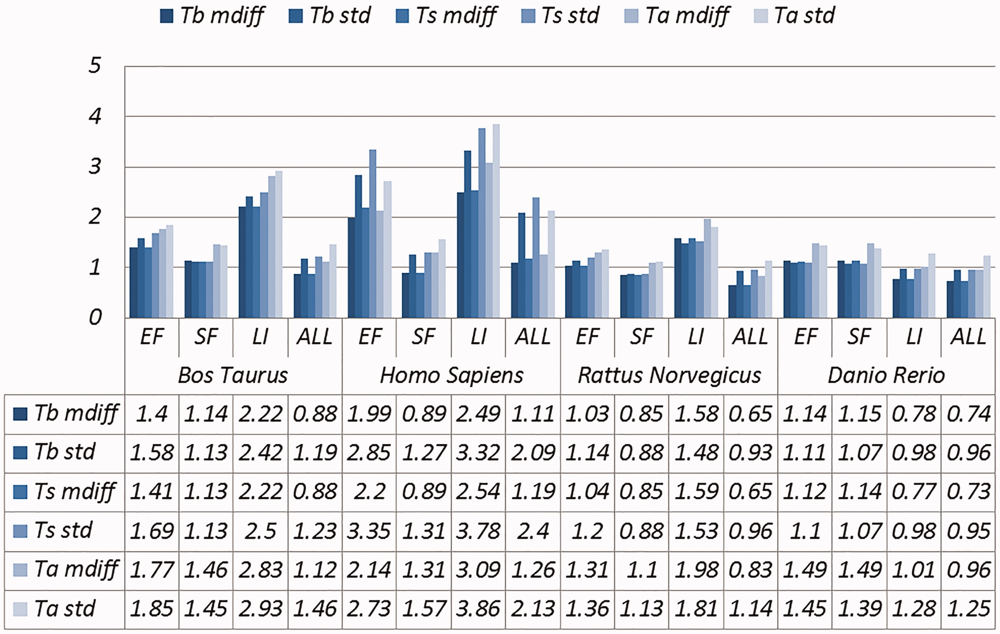 Tb mdiff Tb std Ts mdiff Ts std Ta mdiff Ta std
5
4
3
2
1
0
EF SF LI ALL EF SF LI ALL EF SF LI ALL EF SF LI ALL
Bos Taurus Homo Sapiens Rattus Norvegicus Danio Rerio
Tb mdiff 1.4 1.14 2.22 0.88 1.99 0.89 2.49 1.11 1.03 0.85 1.58 0.65 1.14 1.15 0.78 0.74
Tb std 1.58 1.13 2.42 1.19 2.85 1.27 3.32 2.09 1.14 0.88 1.48 0.93 1.11 1.07 0.98 0.96
Ts mdiff 1.41 1.13 2.22 0.88 2.2 0.89 2.54 1.19 1.04 0.85 1.59 0.65 1.12 1.14 0.77 0.73
Ts std 1.69 1.13 2.5 1.23 3.35 1.31 3.78 2.4 1.2 0.88 1.53 0.96 1.1 1.07 0.98 0.95
Ta mdiff 1.77 1.46 2.83 1.12 2.14 1.31 3.09 1.26 1.31 1.1 1.98 0.83 1.49 1.49 1.01 0.96
Ta std 1.85 1.45 2.93 1.46 2.73 1.57 3.86 2.13 1.36 1.13 1.81 1.14 1.45 1.39 1.28 1.25